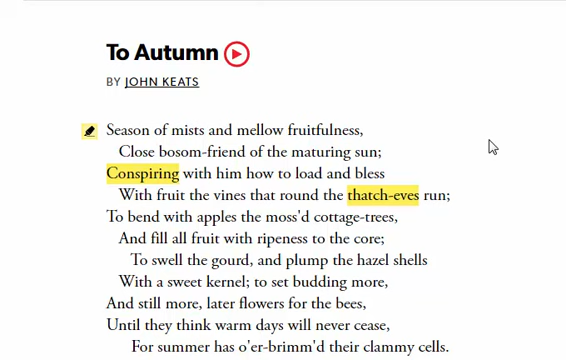 To Autumn
BY JOHN KEATS
Season of mists and mellow fruitfulness,
Close bosom-friend of the maturing sun;
Conspiring with him how to load and bless
With fruit the vines that round the thatch-eves run;
To bend with apples the moss'd cottage-trees,
And fill all fruit with ripeness to the core;
To swell the gourd, and plump the hazel shells
With a sweet kernel; to set budding more,
And still more, later flowers for the bees,
Until they think warm days will never cease,
For summer has o'er-brimm'd their clammy cells.